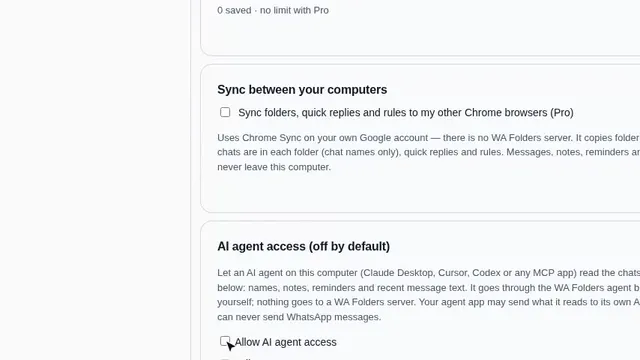 0 saved · no limit with Pro
Sync between your computers
Sync folders, quick replies and rules to my other Chrome browsers (Pro)
Uses Chrome Sync on your own Google account — there is no WA Folders server. It copies folder
chats are in each folder (chat names only), quick replies and rules. Messages, notes, reminders
never leave this computer.
AI agent access (off by default)
Let an AI agent on this computer (Claude Desktop, Cursor, Codex or any MCP app) read the chats
below: names, notes, reminders and recent message text. It goes through the WA Folders agent
yourself; nothing goes to a WA Folders server. Your agent app may send what it reads to its own
can never send WhatsApp messages.
Allow AI agent access